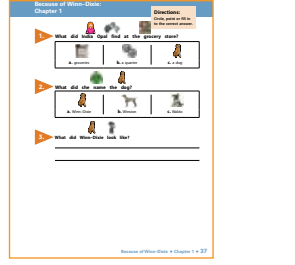 Because of Winn-Dixie:
Chapter 1
Directions:
Circle, point or fill in
to the correct answer.
1. What did India Opal find at the grocery store?
a. groceries b. a quarter c. a dog
2. What did she name the dog?
a. Winn-Dixie b. Winston c. Waldo
3. What did Winn-Dixie look like?
Because of Winn-Dixie • Chapter 1 • 37